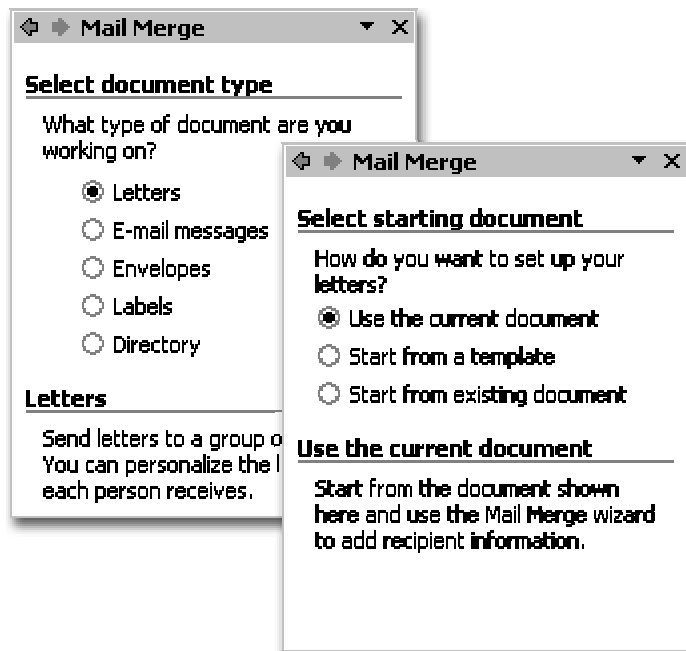 Mail Merge
Select document type
What type of document are you
working on?
Letters
E-mail messages
Envelopes
Labels
Directory
Letters
Send letters to a group
You can personalize the
each person receives.
Mail Merge
Select starting document
How do you want to set up your
letters?
Use the current document
Start from a template
Start from existing document
Use the current document
Start from the document shown
here and use the Mail Merge wizard
to add recipient information.